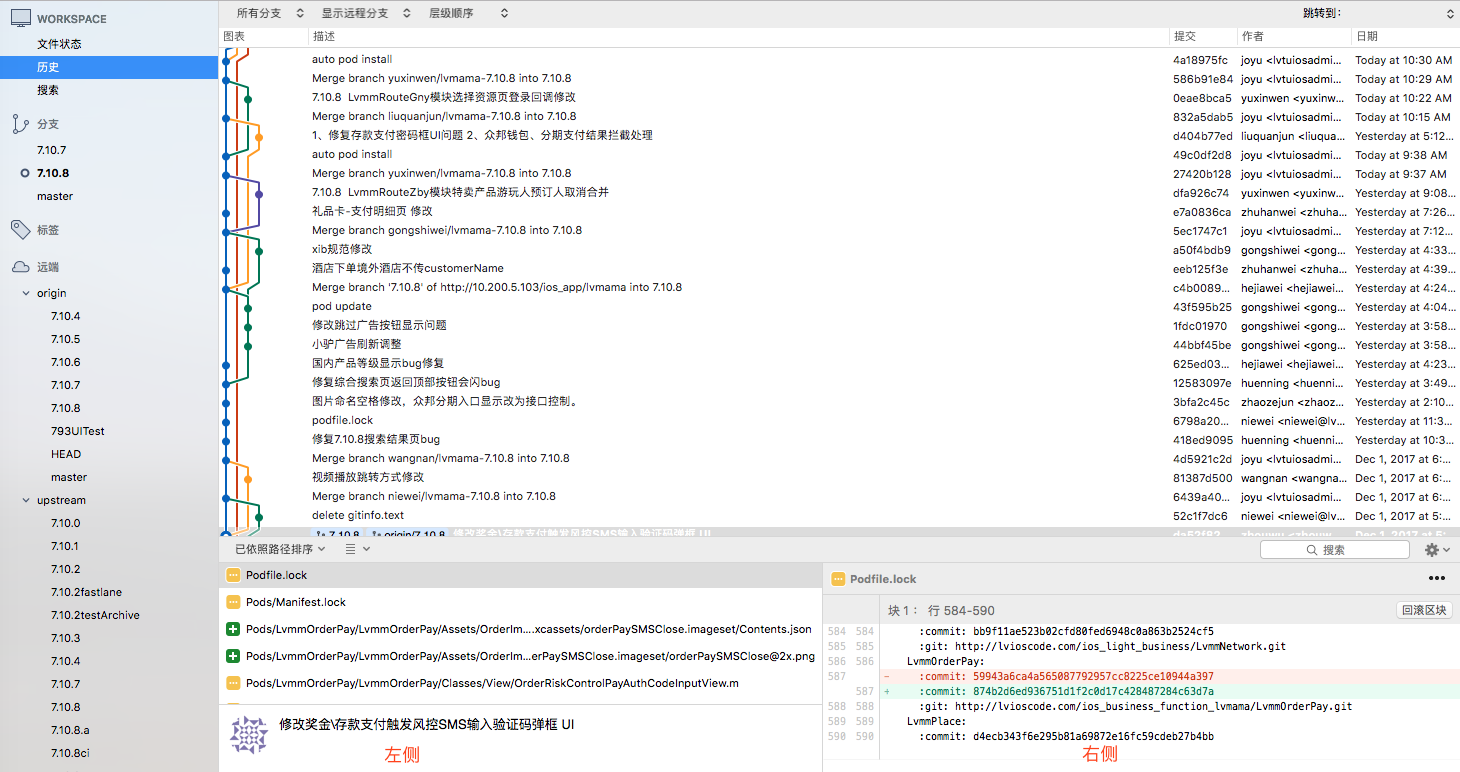 WORKSPACE
文件状态
历史
搜索
分支
7.10.7
7.10.8
master
标签
远端
origin
7.10.4
7.10.5
7.10.6
7.10.7
7.10.8
793UITest
HEAD
master
upstream
7.10.0
7.10.1
7.10.2
7.10.2fastlane
7.10.2testArchive
7.10.3
7.10.4
7.10.7
7.10.8
7.10.8.a
7.10.8ci
所有分支 显示远程分支 层级顺序 跳转到：
图表 描述 提交 作者 日期
auto pod install 4a18975fc joyu <lvtuiosadmi... Today at 10:30 AM
Merge branch yuxinwen/lvmama-7.10.8 into 7.10.8 586b91e84 joyu <lvtuiosadmi... Today at 10:29 AM
7.10.8 LvmmRouteGny模块选择资源页登录回调修改 0eae8bca5 yuxinwen <yuxinw... Today at 10:22 AM
Merge branch liuquanjun/lvmama-7.10.8 into 7.10.8 832a5dab5 joyu <lvtuiosadmi... Today at 10:15 AM
1、修复存款支付密码框UI问题 2、众邦钱包、分期支付结果拦截处理 d404b77ed liuquanjun <liuqua... Yesterday at 5:12...
auto pod install 49c0df2d8 joyu <lvtuiosadmi... Today at 9:38 AM
Merge branch yuxinwen/lvmama-7.10.8 into 7.10.8 27420b128 joyu <lvtuiosadmi... Today at 9:37 AM
7.10.8 LvmmRouteZby模块特卖产品游玩人预订人取消合并 dfa926c74 yuxinwen <yuxinw... Yesterday at 9:08...
礼品卡-支付明细页 修改 e7a0836ca zhuhanwei <zhuha... Yesterday at 7:26...
Merge branch gongshiwei/lvmama-7.10.8 into 7.10.8 5ec1747c1 joyu <lvtuiosadmi... Yesterday at 7:12...
xib规范修改 a50f4bdb9 gongshiwei <gong... Yesterday at 4:33...
酒店下单境外酒店不传customerName eeb125f3e zhuhanwei <zhuha... Yesterday at 4:39...
Merge branch '7.10.8' of http://10.200.5.103/ios_app/lvmama into 7.10.8 c4b0089... hejiawei <hejiawei... Yesterday at 4:24...
pod update 43f595b25 gongshiwei <gong... Yesterday at 4:04...
修改跳过广告按钮显示问题 1fdc01970 gongshiwei <gong... Yesterday at 3:58...
小驴广告刷新调整 44bbf45be gongshiwei <gong... Yesterday at 3:58...
国内产品等级显示bug修复 625ed03... hejiawei <hejiawei... Yesterday at 4:23...
修复综合搜索页返回顶部按钮会闪bug 12583097e huenning <huenni... Yesterday at 3:49...
图片命名空格修改，众邦分期入口显示改为接口控制。 3bfa2c45c zhaozejun <zhaoz... Yesterday at 2:10...
podfile.lock 6798a20... niewei <niewei@lv... Yesterday at 11:3...
修复7.10.8搜索结果页bug 418ed9095 huenning <huenni... Yesterday at 10:3...
Merge branch wangnan/lvmama-7.10.8 into 7.10.8 4d5921c2d joyu <lvtuiosadmi... Dec 1, 2017 at 6:...
视频播放跳转方式修改 81387d500 wangnan <wangna... Dec 1, 2017 at 6:...
Merge branch niewei/lvmama-7.10.8 into 7.10.8 6439a40... joyu <lvtuiosadmi... Dec 1, 2017 at 6:...
delete gitinfo.text 52c1f7dc6 niewei <niewei@lv... Dec 1, 2017 at 5:...
7.10.8 origin/7.10.8 修改奖金\存款支付触发风控SMS输入验证码弹框 UI
已依照路径排序 搜索
Podfile.lock
Pods/Manifest.lock
Pods/LvmmOrderPay/LvmmOrderPay/Assets/OrderIm....xcassets/orderPaySMSClose.imageset/Contents.json
Pods/LvmmOrderPay/LvmmOrderPay/Assets/OrderIm...erPaySMSClose.imageset/orderPaySMSClose@2x.png
Pods/LvmmOrderPay/LvmmOrderPay/Classes/View/OrderRiskControlPayAuthCodeInputView.m
修改奖金\存款支付触发风控SMS输入验证码弹框 UI
左侧
Podfile.lock
块 1： 行 584-590 回滚区块
584 584 :commit: bb9f11ae523b02cfd80fed6948c0a863b2524cf5
585 585 :git: http://lvioscode.com/ios_light_business/LvmmNetwork.git
586 586 LvmmOrderPay:
587 - :commit: 59943a6ca4a565087792957cc8225ce10944a397
587 + :commit: 874b2d6ed936751d1f2c0d17c428487284c63d7a
588 588 :git: http://lvioscode.com/ios_business_function_lvmama/LvmmOrderPay.git
589 589 LvmmPlace:
590 590 :commit: d4ecb343f6e295b81a69872e16fc59cdeb27b4bb
右侧